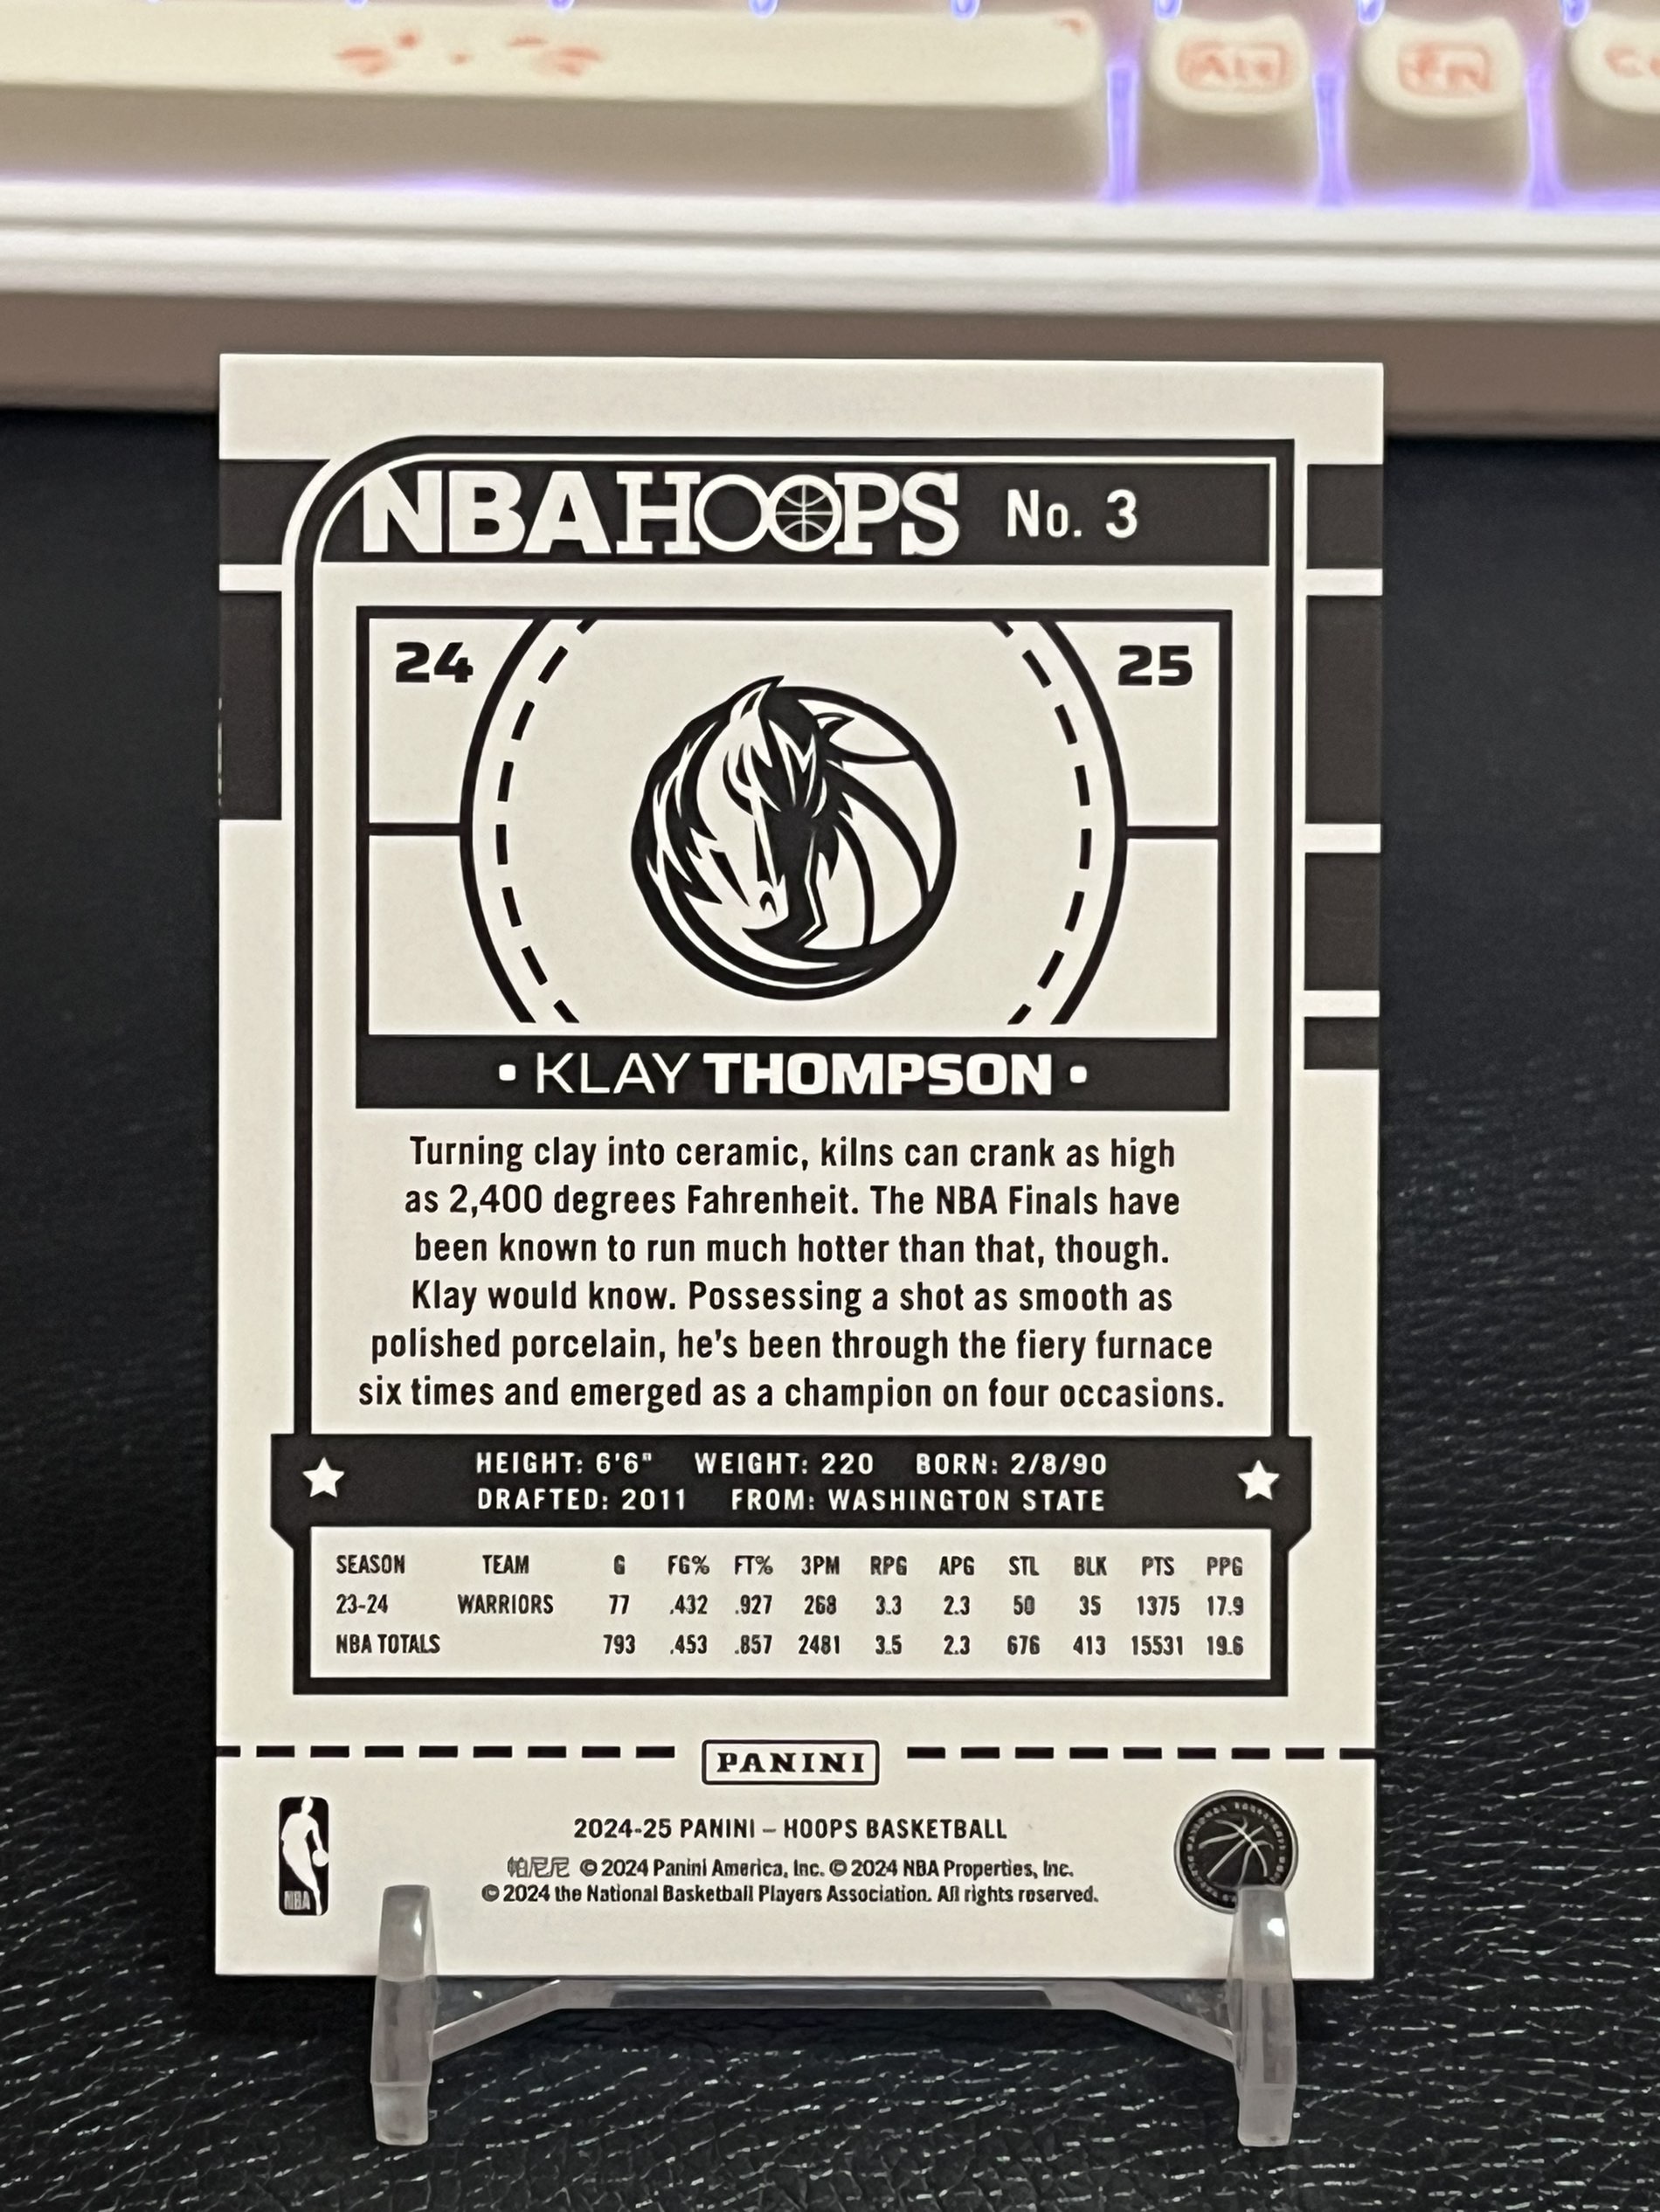 Alt
NBA HOOPS No. 3
24 25
· KLAY THOMPSON ·
Turning clay into ceramic, kilns can crank as high
as 2,400 degrees Fahrenheit. The NBA Finals have
been known to run much hotter than that, though.
Klay would know. Possessing a shot as smooth as
polished porcelain, he's been through the fiery furnace
six times and emerged as a champion on four occasions.
HEIGHT: 6'6" WEIGHT: 220 BORN: 2/8/90
DRAFTED: 2011 FROM: WASHINGTON STATE
SEASON TEAM G FG% FT% 3PM RPG APG STL BLK PTS PPG
23-24 WARRIORS 77 .432 .927 268 3.3 2.3 50 35 1375 17.9
NBA TOTALS 793 .453 .857 2481 3.5 2.3 676 413 15531 19.6
PANINI
2024-25 PANINI – HOOPS BASKETBALL
帕尼尼 © 2024 Panini America, Inc. © 2024 NBA Properties, Inc.
© 2024 the National Basketball Players Association. All rights reserved.
NBA